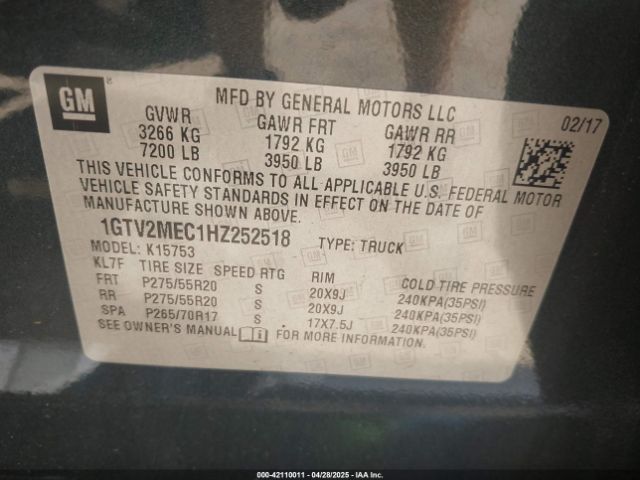 GM
®
MFD BY GENERAL MOTORS LLC
02/17
GVWR GAWR FRT GAWR RR
3266 KG 1792 KG 1792 KG
7200 LB 3950 LB 3950 LB
THIS VEHICLE CONFORMS TO ALL APPLICABLE U.S. FEDERAL MOTOR
VEHICLE SAFETY STANDARDS IN EFFECT ON THE DATE OF
MANUFACTURE SHOWN ABOVE.
1GTV2MEC1HZ252518 TYPE: TRUCK
MODEL: K15753
KL7F TIRE SIZE SPEED RTG RIM COLD TIRE PRESSURE
FRT P275/55R20 S 20X9J 240KPA(35PSI)
RR P275/55R20 S 20X9J 240KPA(35PSI)
SPA P265/70R17 S 17X7.5J 240KPA(35PSI)
SEE OWNER'S MANUAL FOR MORE INFORMATION.
000-42110011 - 04/28/2025 - IAAI, Inc.